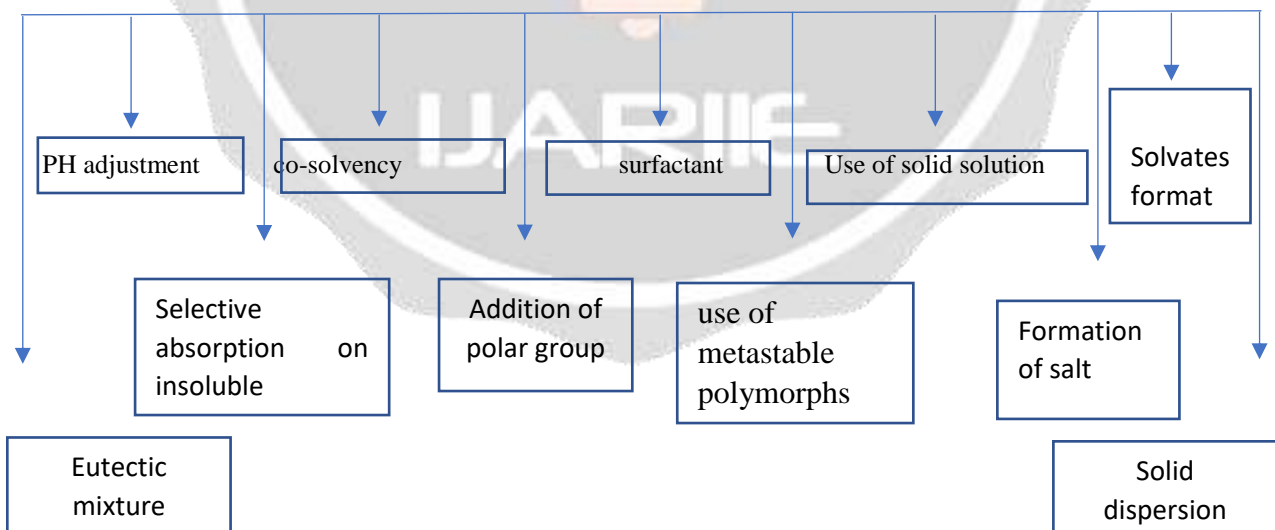 IJARIIE
PH adjustment
co-solvency
surfactant
Use of solid solution
Solvates
format
Selective
absorption on
insoluble
Addition of
polar group
use of
metastable
polymorphs
Formation
of salt
Eutectic
mixture
Solid
dispersion